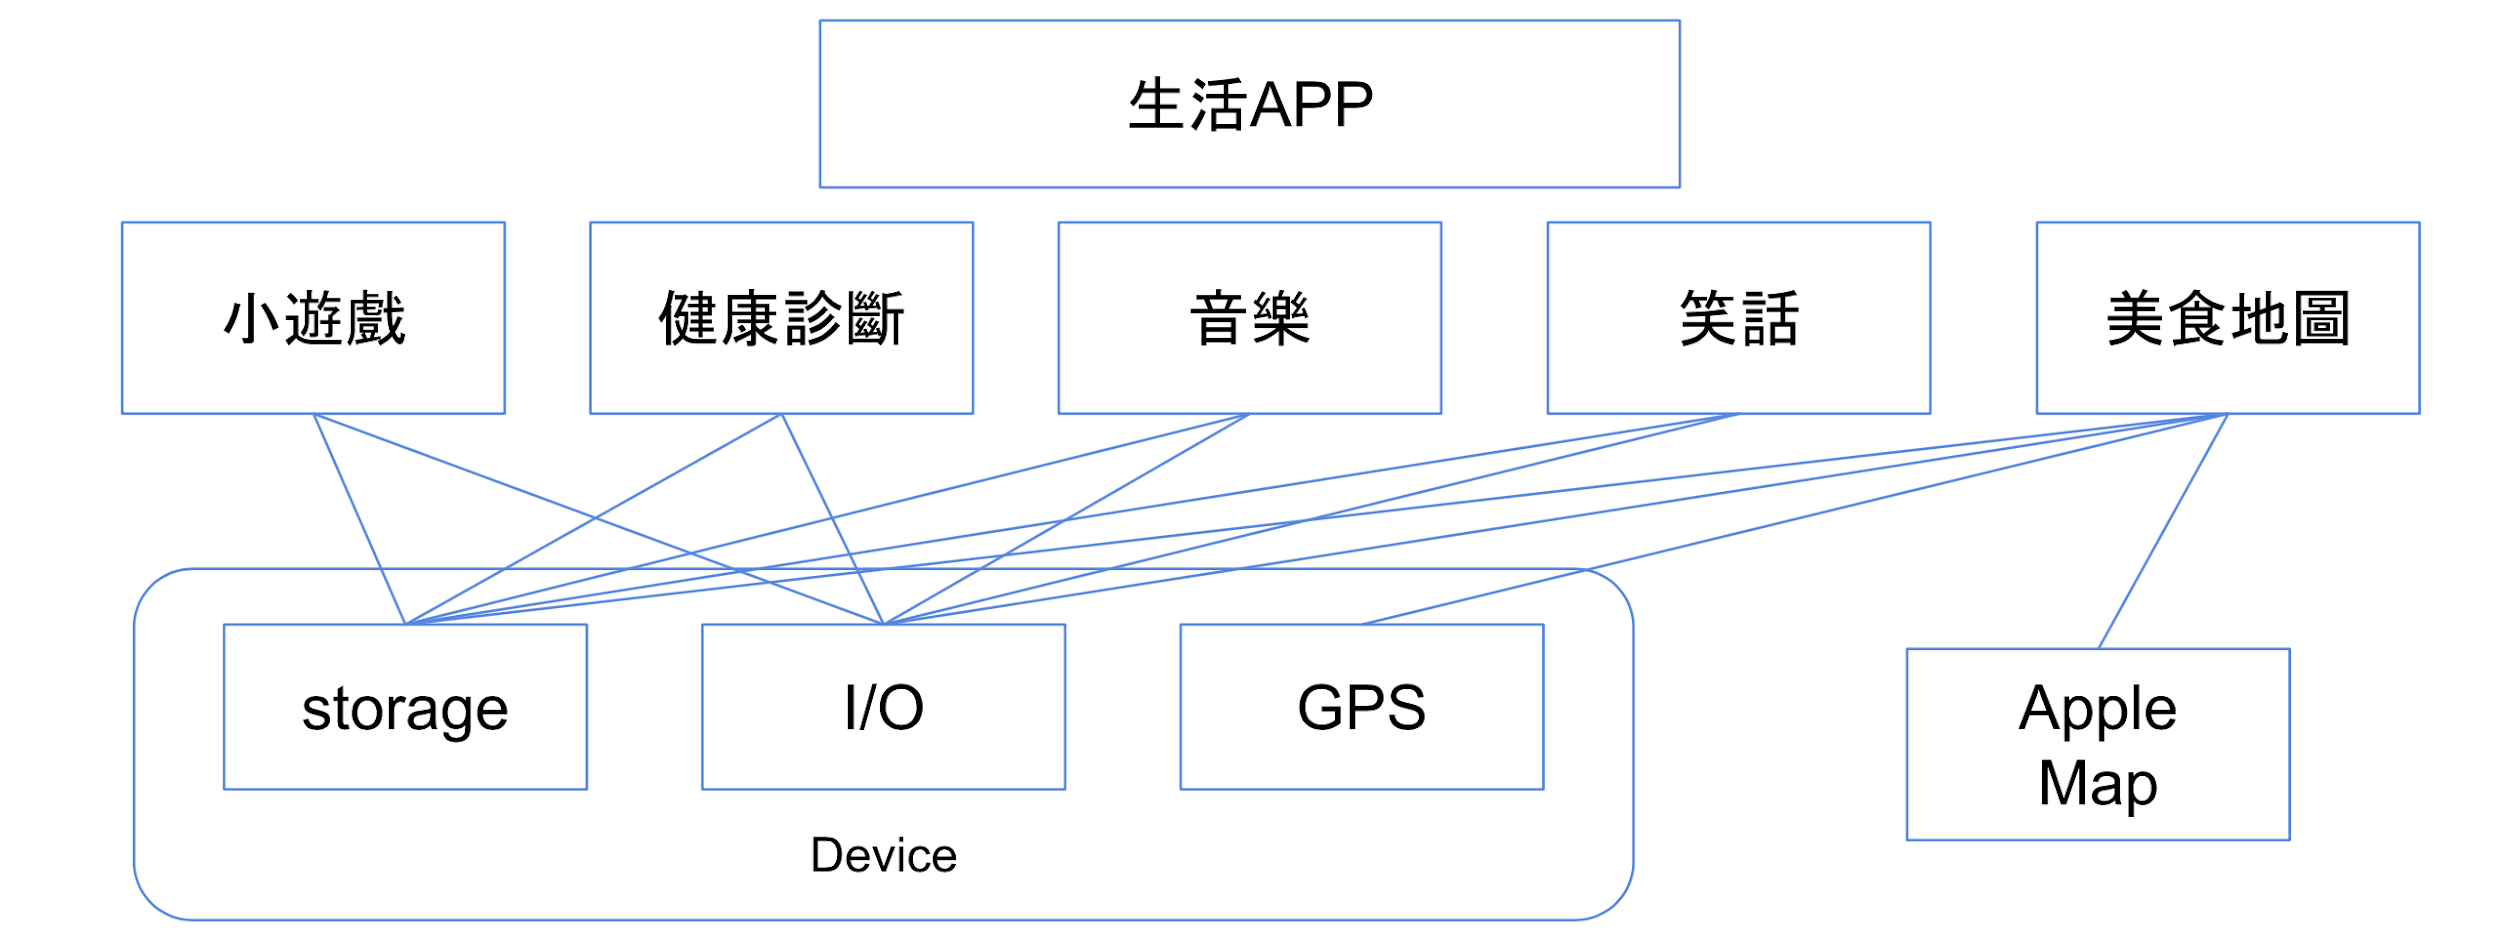 生活APP
小遊戲
健康診斷
音樂
笑話
美食地圖
storage
I/O
GPS
Apple
Map
Device